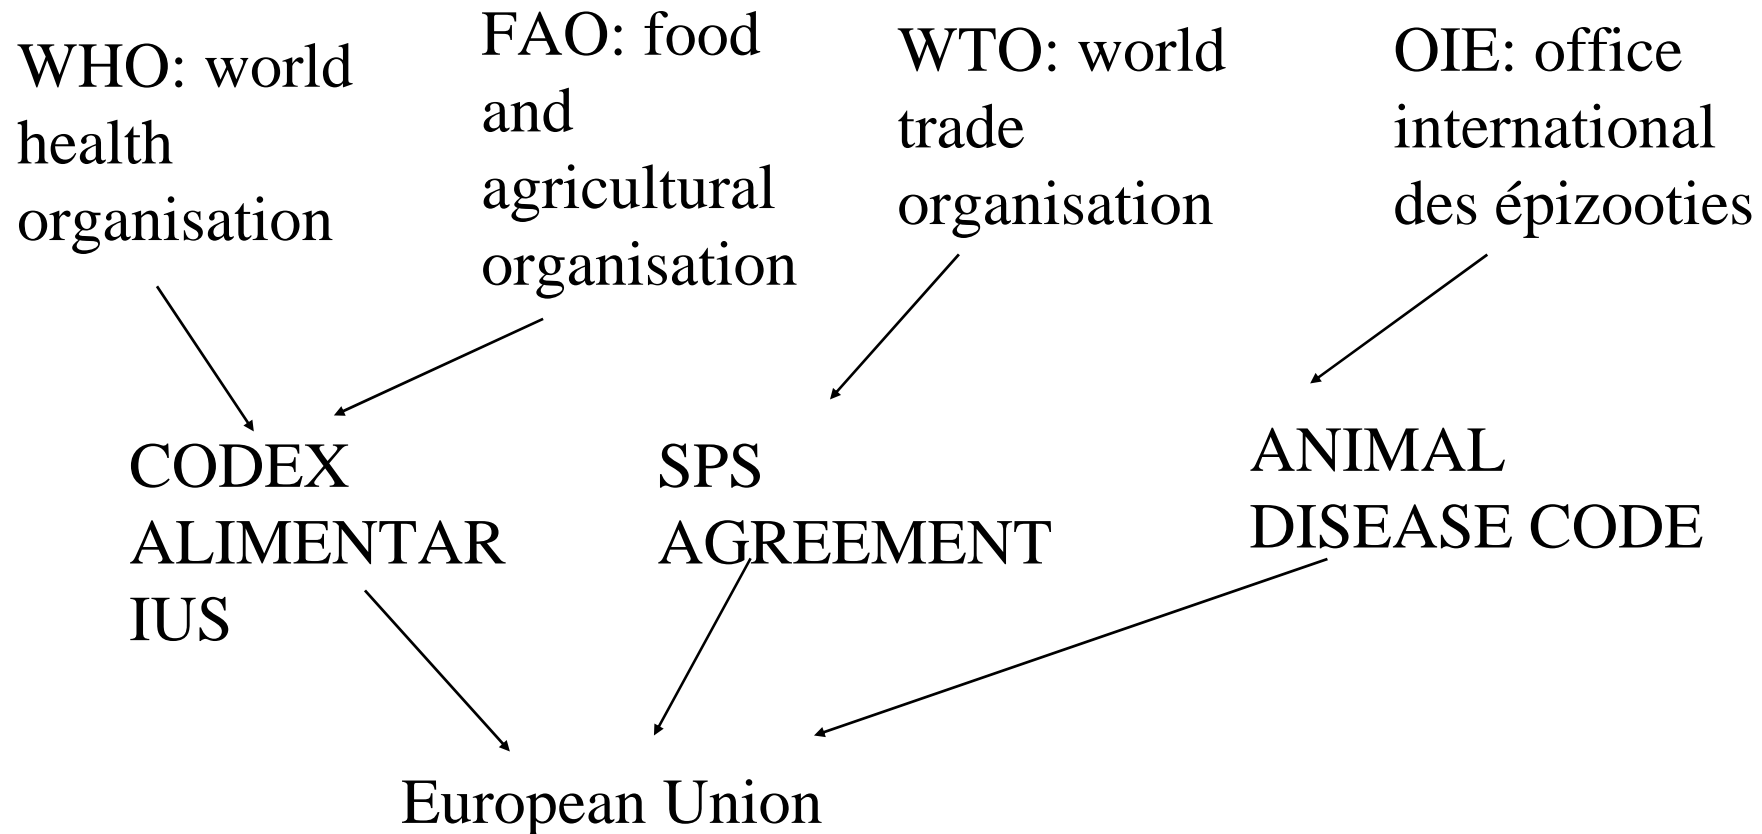 WHO: world
health
organisation
FAO: food
and
agricultural
organisation
WTO: world
trade
organisation
OIE: office
international
des épizooties
CODEX
ALIMENTAR
IUS
SPS
AGREEMENT
ANIMAL
DISEASE CODE
European Union